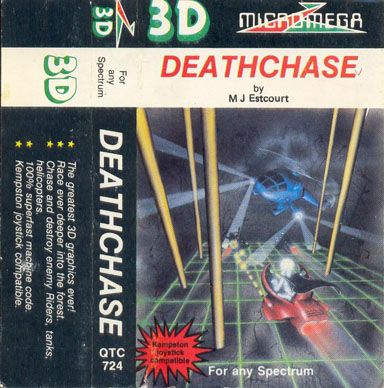 3D
MICROMEGA
DEATHCHASE
by
M J Estcourt
Kempston
joystick
compatible
For any Spectrum
3D
For
any
Spectrum
3D
DEATHCHASE
QTC
724
The greatest 3D graphics ever!
Race ever deeper into the forest.
Chase and destroy enemy Riders, tanks,
helicopters.
100% superfast machine code.
Kempston joystick compatible.